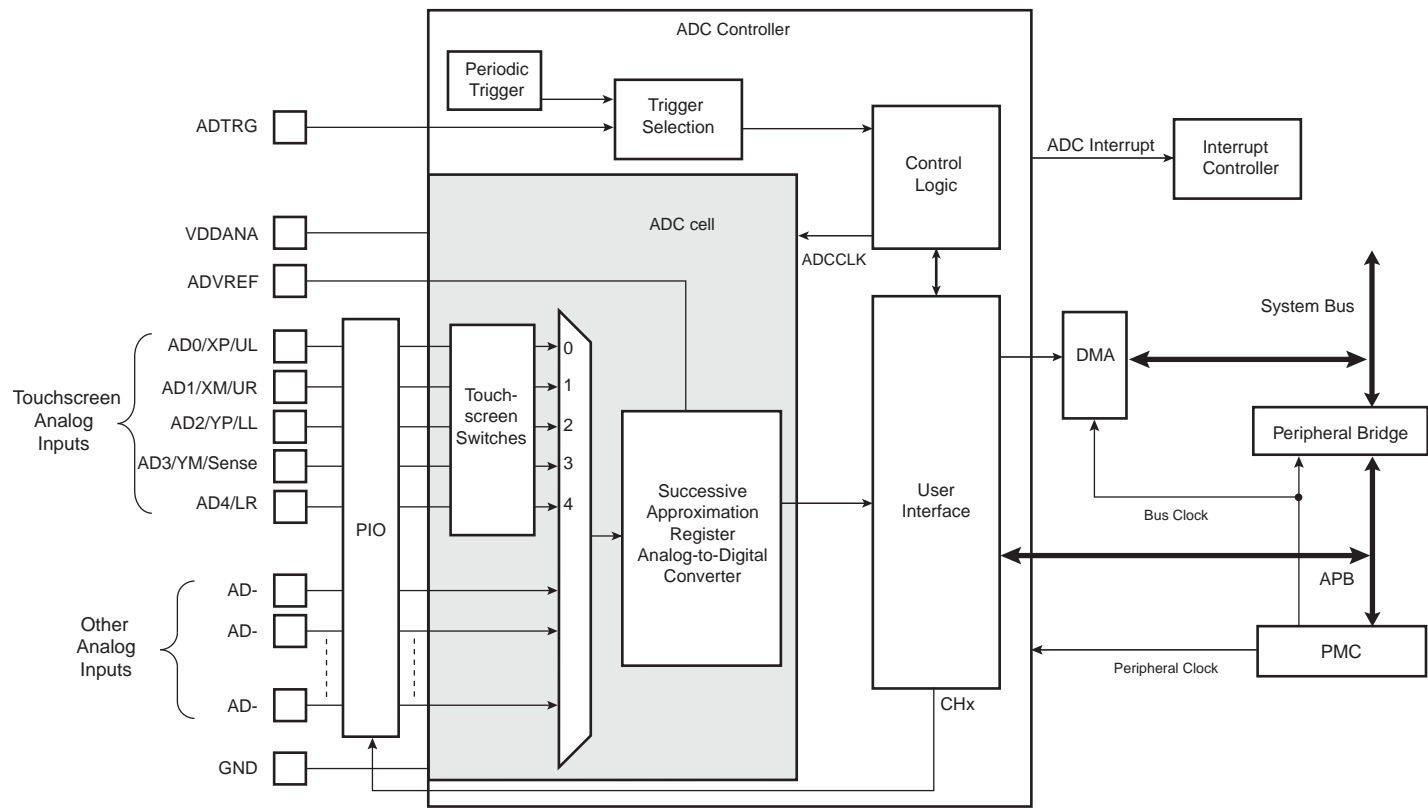 ADC Controller
Periodic
Trigger
Trigger
Selection
ADTRG
Control
Logic
ADC Interrupt
Interrupt
Controller
VDDANA
ADC cell
ADCCLK
ADVREF
System Bus
Touchscreen
Analog
Inputs
AD0/XP/UL
AD1/XM/UR
AD2/YP/LL
AD3/YM/Sense
AD4/LR
PIO
Touch-
screen
Switches
0
1
2
3
4
Successive
Approximation
Register
Analog-to-Digital
Converter
User
Interface
DMA
Peripheral Bridge
Bus Clock
APB
Other
Analog
Inputs
AD-
AD-
AD-
Peripheral Clock
PMC
CHx
GND